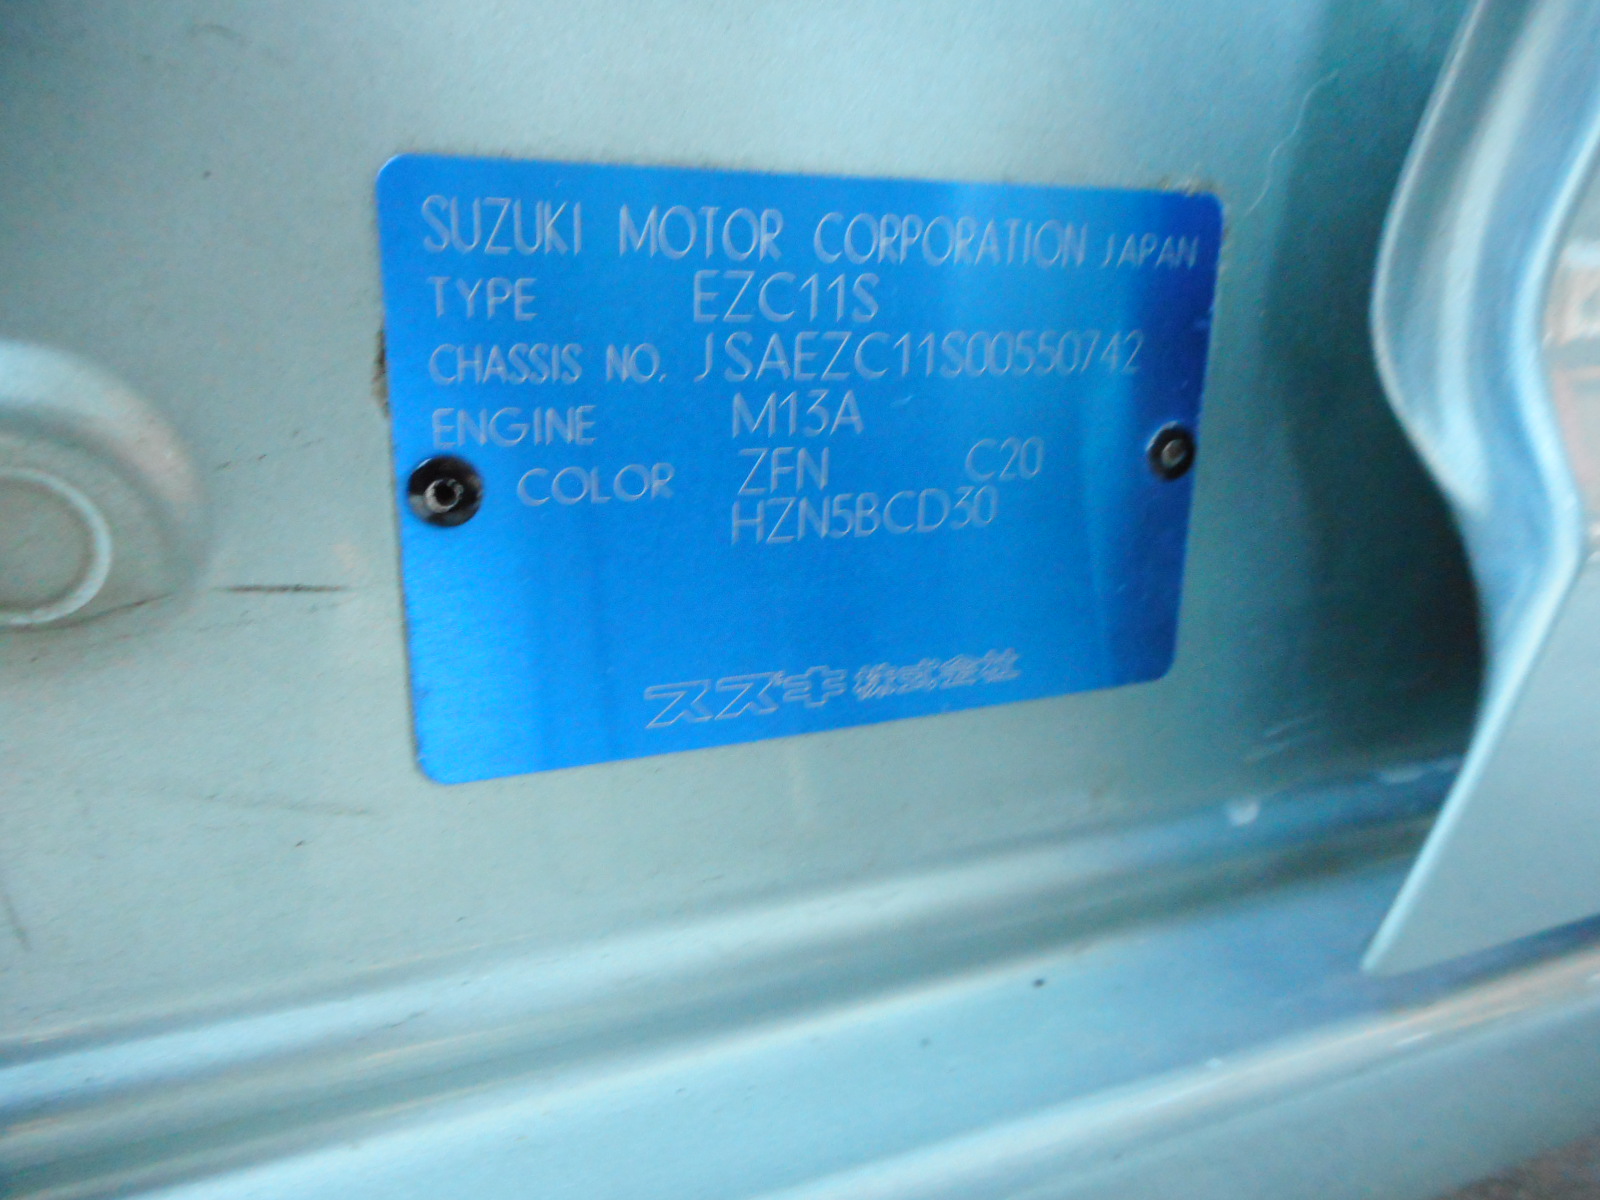 SUZUKI MOTOR CORPORATION JAPAN
TYPE EZC11S
CHASSIS NO. JSAEZC11S00550742
ENGINE M13A
COLOR ZFN C20
HZN5BCD30
スズキ株式会社